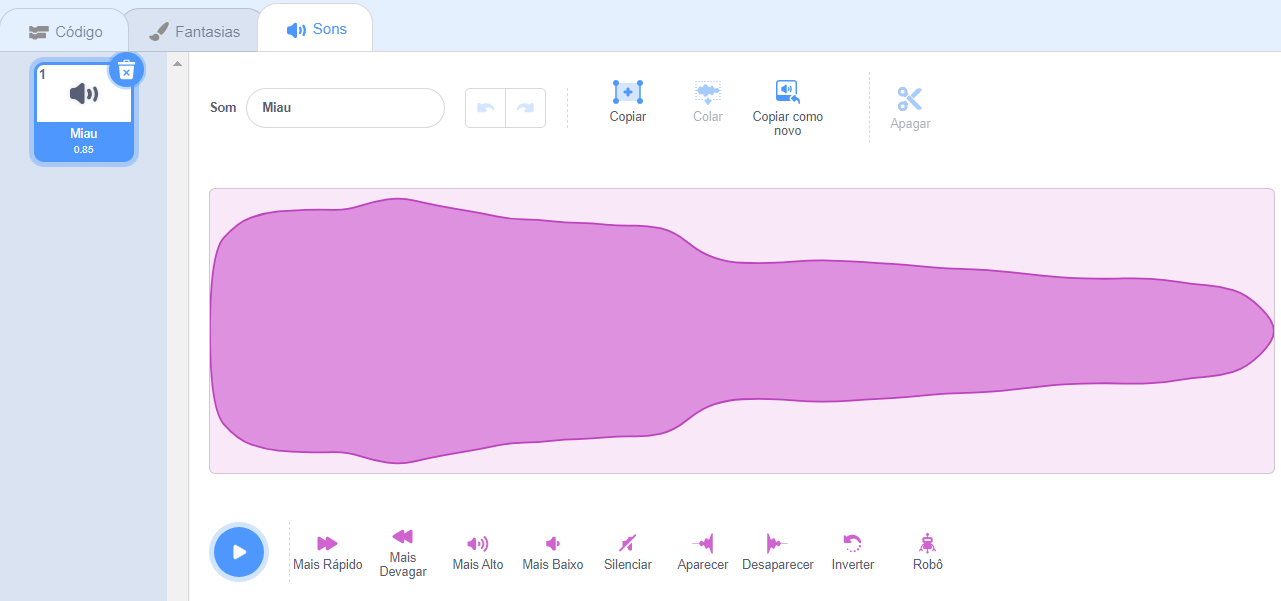 Código
Fantasias
Sons
1
Miau
0.85
Som
Miau
Copiar
Colar
Copiar como
novo
Apagar
Mais Rápido
Mais
Devagar
Mais Alto
Mais Baixo
Silenciar
Aparecer
Desaparecer
Inverter
Robô